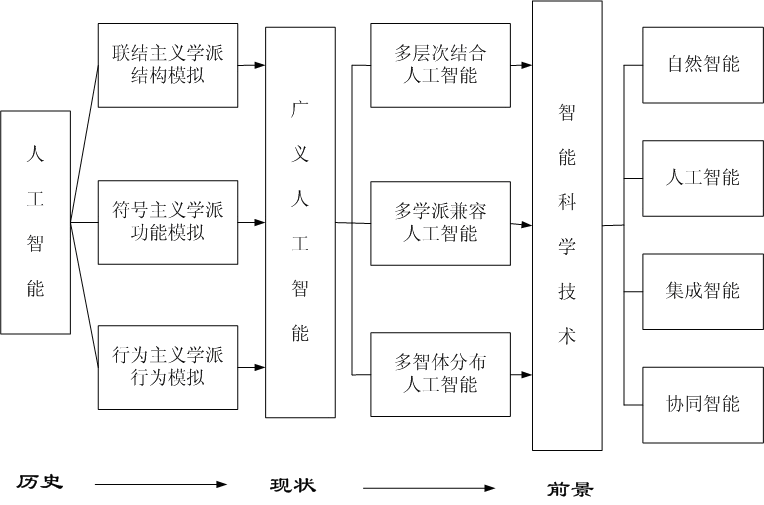 人工智能
联结主义学派
结构模拟
符号主义学派
功能模拟
行为主义学派
行为模拟
广义人工智能
多层次结合
人工智能
多学派兼容
人工智能
多智体分布
人工智能
智能科学技术
自然智能
人工智能
集成智能
协同智能
历史
现状
前景